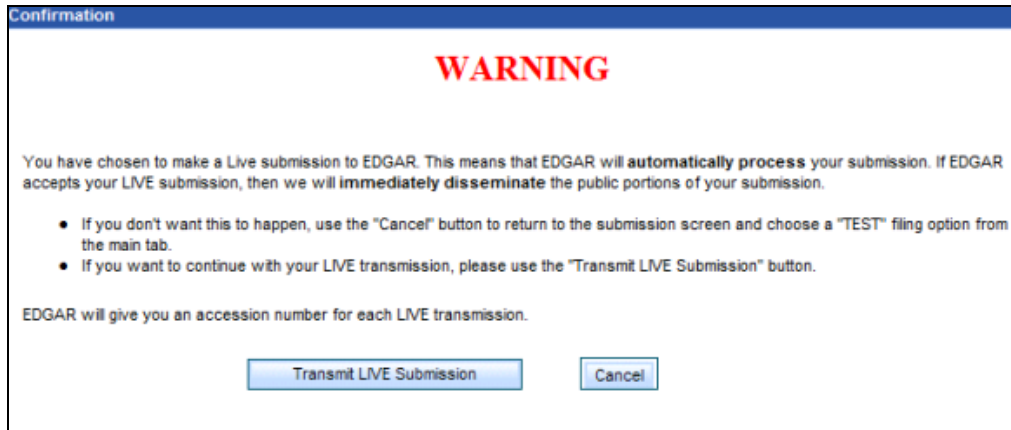 Confirmation
WARNING
You have chosen to make a Live submission to EDGAR. This means that EDGAR will automatically process your submission. If EDGAR
accepts your LIVE submission, then we will immediately disseminate the public portions of your submission.
● If you don't want this to happen, use the "Cancel" button to return to the submission screen and choose a "TEST" filing option from
the main tab.
● If you want to continue with your LIVE transmission, please use the "Transmit LIVE Submission" button.
EDGAR will give you an accession number for each LIVE transmission.
Transmit LIVE Submission Cancel